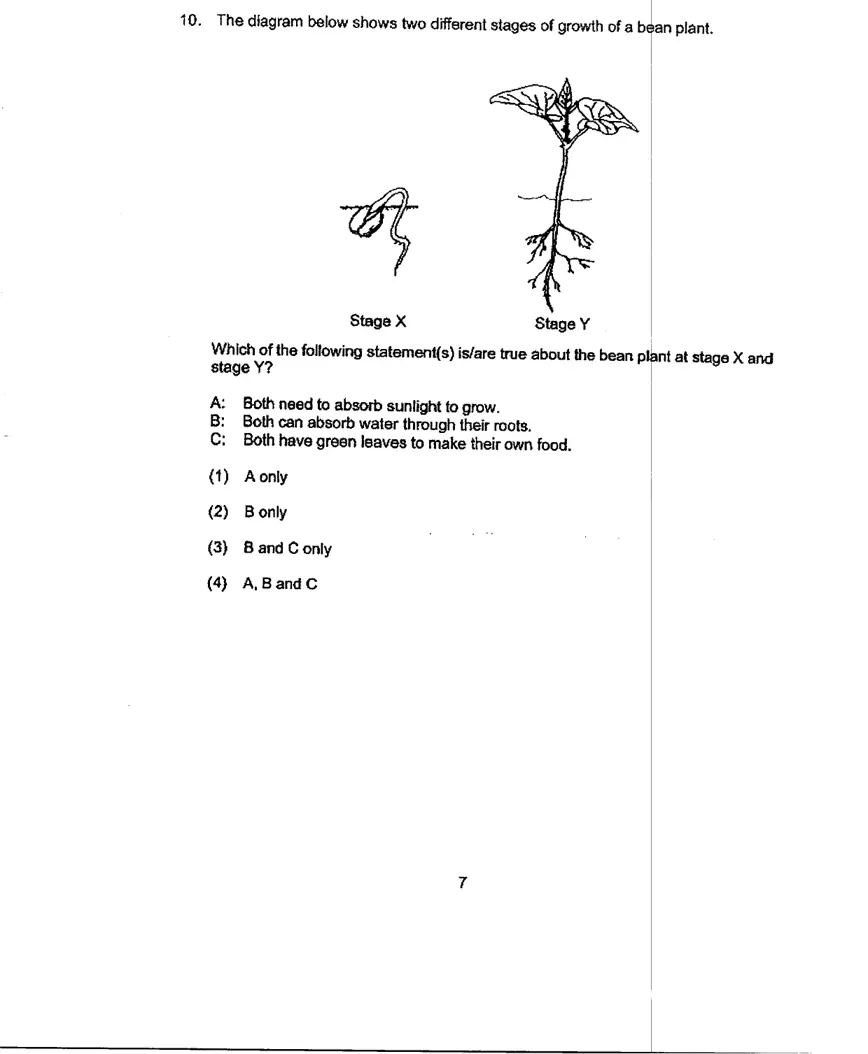 10. The diagram below shows two different stages of growth of a bean plant.
Stage X
Stage Y
Which of the following statement(s) is/are true about the bean plant at stage X and
stage Y?
A: Both need to absorb sunlight to grow.
B: Both can absorb water through their roots.
C: Both have green leaves to make their own food.
(1) A only
(2) B only
(3) B and C only
(4) A, B and C
7